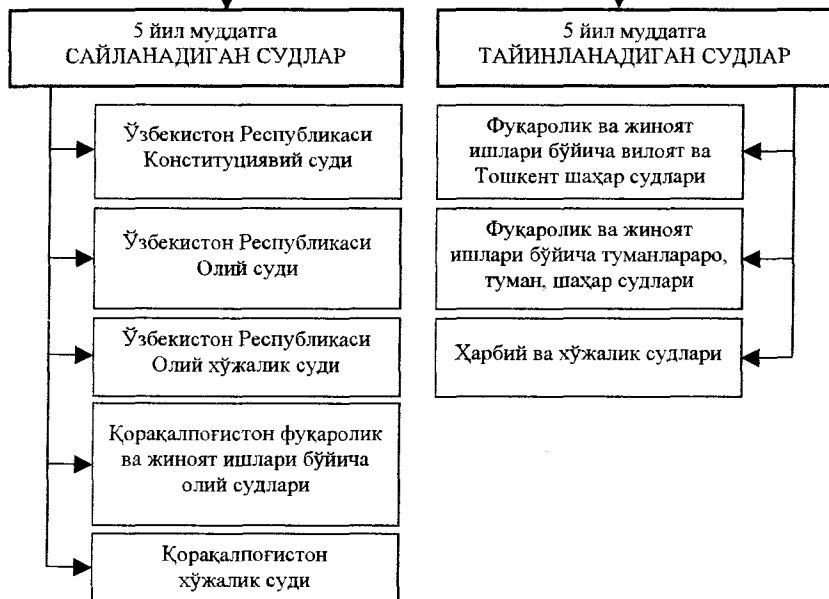 5 йил муддатга
САЙЛАНАДИГАН СУДЛАР
Ўзбекистон Республикаси
Конституциявий суди
Ўзбекистон Республикаси
Олий суди
Ўзбекистон Республикаси
Олий хўжалик суди
Қорақалпоғистон фуқаролик
ва жиноят ишлари бўйича
олий судлари
Қорақалпоғистон
хўжалик суди
5 йил муддатга
ТАЙИНЛАНАДИГАН СУДЛАР
Фуқаролик ва жиноят
ишлари бўйича вилоят ва
Тошкент шаҳар судлари
Фуқаролик ва жиноят
ишлари бўйича туманлараро,
туман, шаҳар судлари
Ҳарбий ва хўжалик судлари